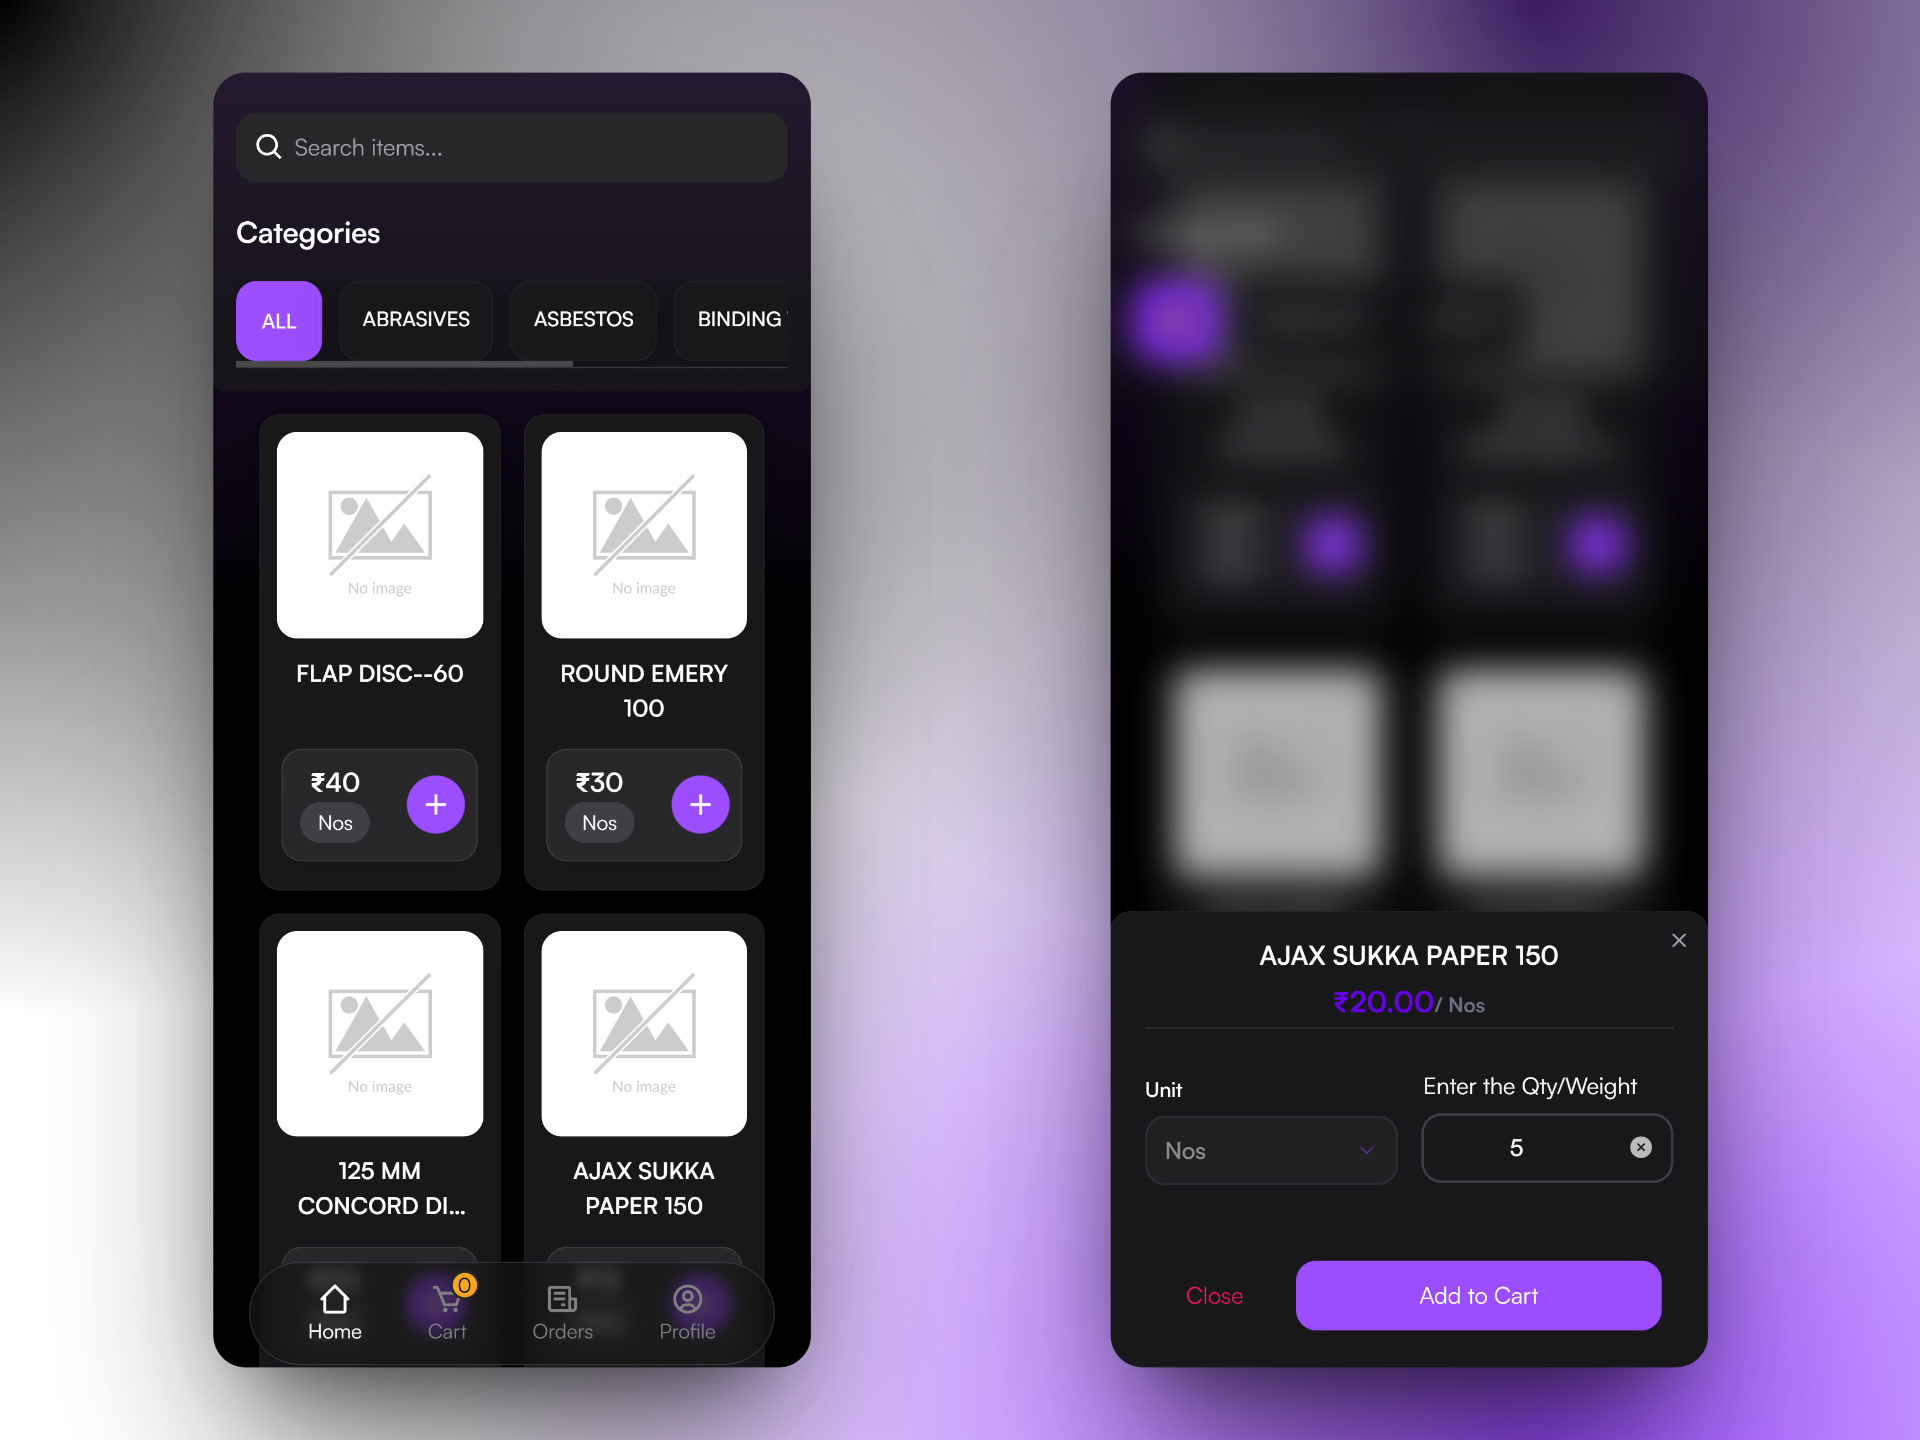 Search items...
Categories
ALL
ABRASIVES
ASBESTOS
BINDING
No image
No image
FLAP DISC--60
ROUND EMERY
100
₹40
Nos
₹30
Nos
No image
No image
125 MM
CONCORD DI...
AJAX SUKKA
PAPER 150
0
Home
Cart
Orders
Profile
AJAX SUKKA PAPER 150
₹20.00/ Nos
Unit
Enter the Qty/Weight
Nos
5
Close
Add to Cart